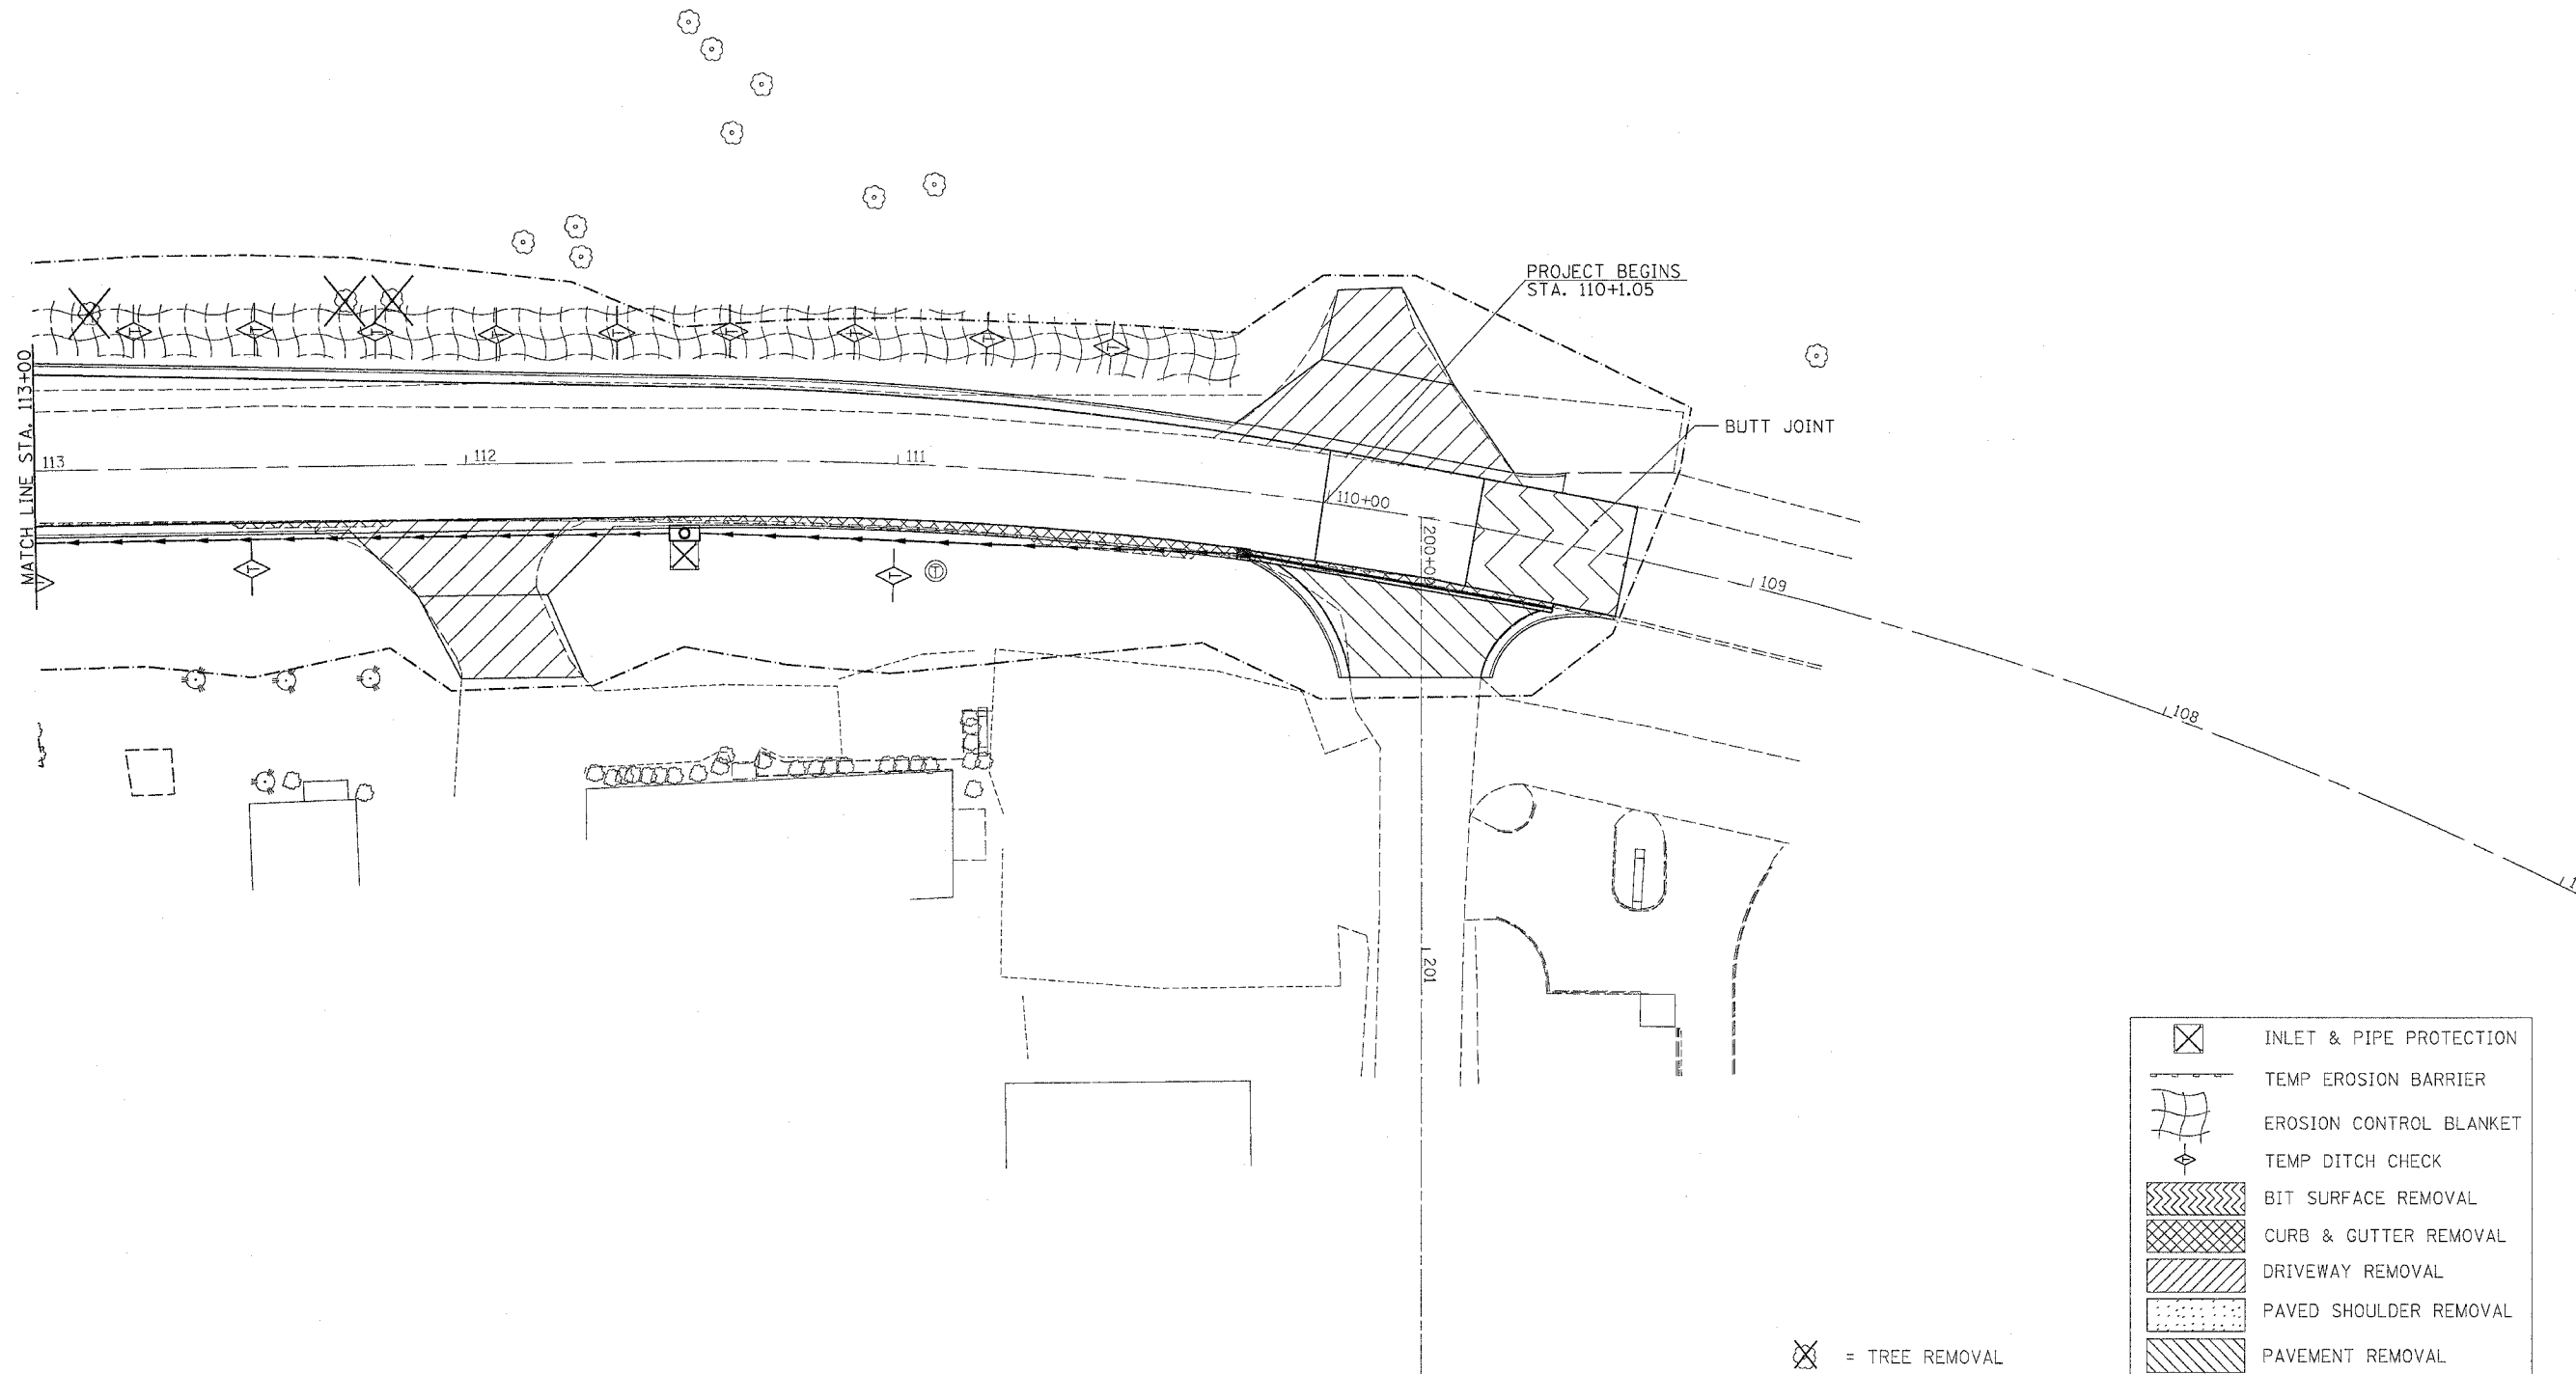 PROJECT BEGINS
STA. 110+1.05
BUTT JOINT
MATCH LINE STA. 113+00
113
112
111
110+00
200+00
109
108
201
T
INLET & PIPE PROTECTION
TEMP EROSION BARRIER
EROSION CONTROL BLANKET
TEMP DITCH CHECK
BIT SURFACE REMOVAL
CURB & GUTTER REMOVAL
DRIVEWAY REMOVAL
PAVED SHOULDER REMOVAL
PAVEMENT REMOVAL
= TREE REMOVAL